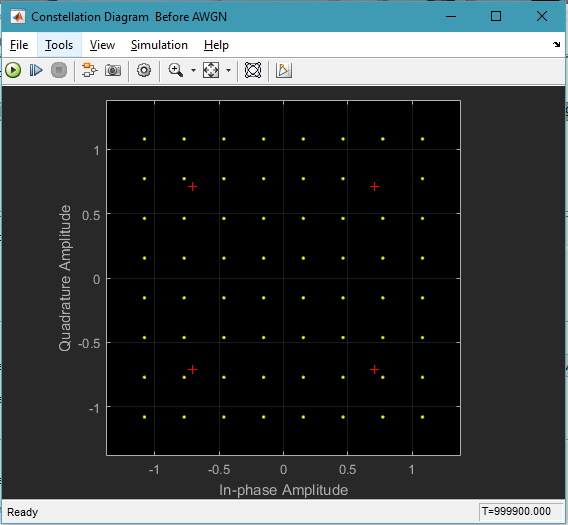 Constellation Diagram  Before AWGN
File Tools View Simulation Help
Quadrature Amplitude
1
0.5
0
-0.5
-1
-1 -0.5 0 0.5 1
In-phase Amplitude
Ready T=999900.000